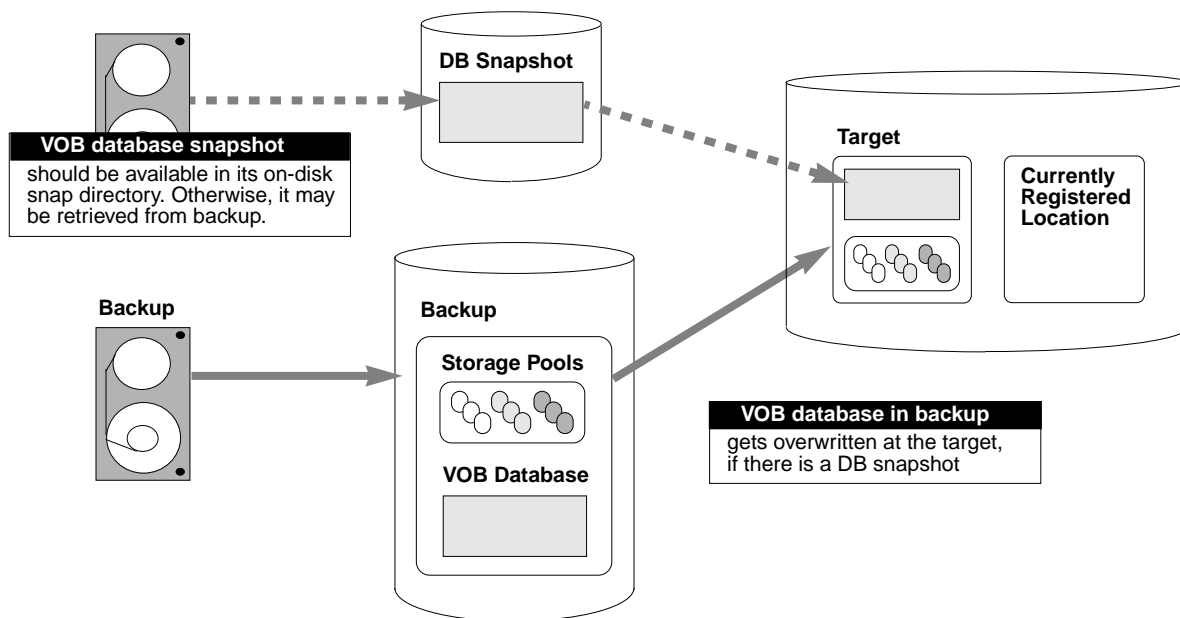 DB Snapshot
VOB database snapshot
should be available in its on-disk
snap directory. Otherwise, it may
be retrieved from backup.
Target
Currently
Registered
Location
Backup
Backup
Storage Pools
VOB Database
VOB database in backup
gets overwritten at the target,
if there is a DB snapshot